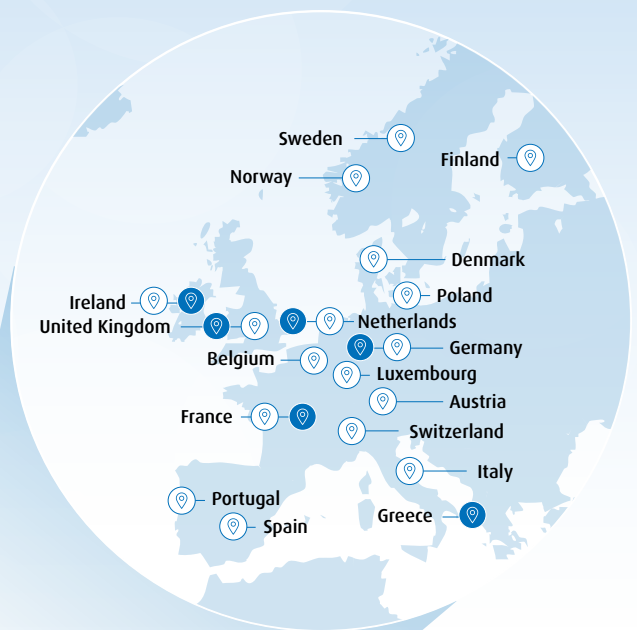 Sweden
Finland
Norway
Denmark
Poland
Ireland
United Kingdom
Netherlands
Belgium
Germany
Luxembourg
Austria
France
Switzerland
Italy
Portugal
Spain
Greece